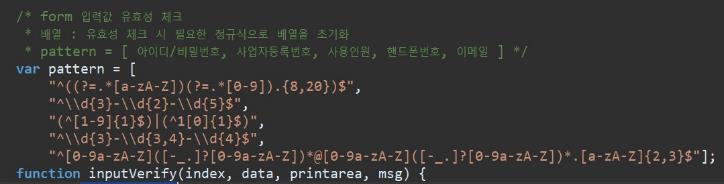 /* form 입력값 유효성 체크
* 배열 : 유효성 체크 시 필요한 정규식으로 배열을 초기화
* pattern = [ 아이디/비밀번호, 사업자등록번호, 사용인원, 핸드폰번호, 이메일 ] */
var pattern = [
"^((?=.*[a-zA-Z])(?=.*[0-9]).{8,20})$",
"^\\d{3}-\\d{2}-\\d{5}$",
"(^[1-9]{1}$)|(^1[0]{1}$)",
"^\\d{3}-\\d{3,4}-\\d{4}$",
"^[0-9a-zA-Z]([-_.]?[0-9a-zA-Z])*@[0-9a-zA-Z]([-_.]?[0-9a-zA-Z])*.[a-zA-Z]{2,3}$"];
function inputVerify(index, data, printarea, msg) {